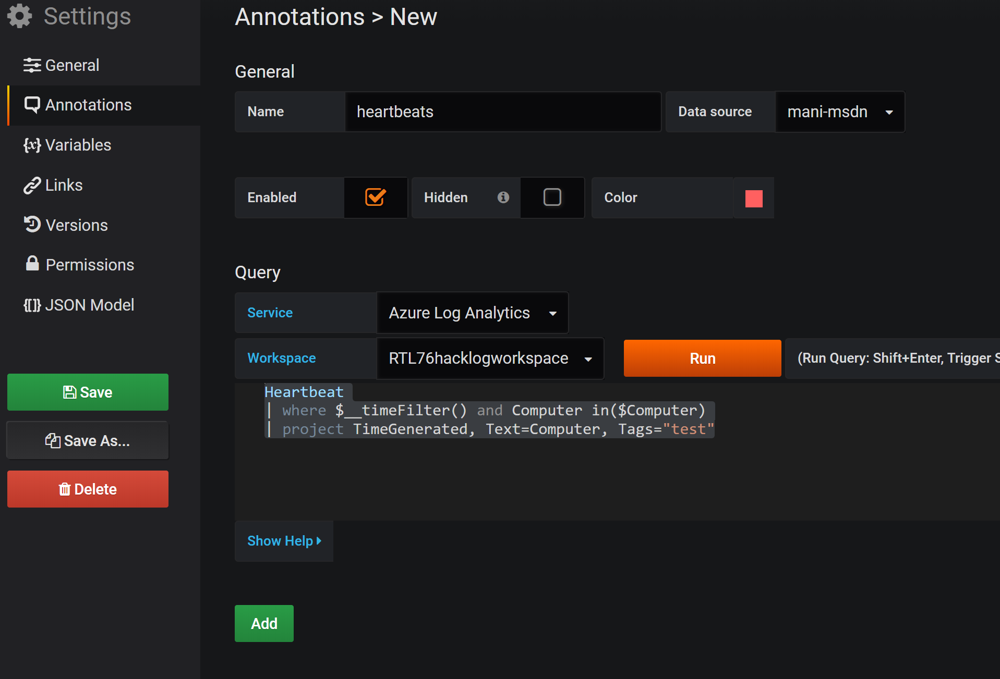 Settings
General
Annotations
Variables
Links
Versions
Permissions
JSON Model
Save
Save As...
Delete
Annotations > New
General
Name heartbeats Data source mani-msdn
Enabled Hidden Color
Query
Service Azure Log Analytics
Workspace RTL76hacklogworkspace Run (Run Query: Shift+Enter, Trigger S
Heartbeat
| where $__timeFilter() and Computer in($Computer)
| project TimeGenerated, Text=Computer, Tags="test"
Show Help
Add